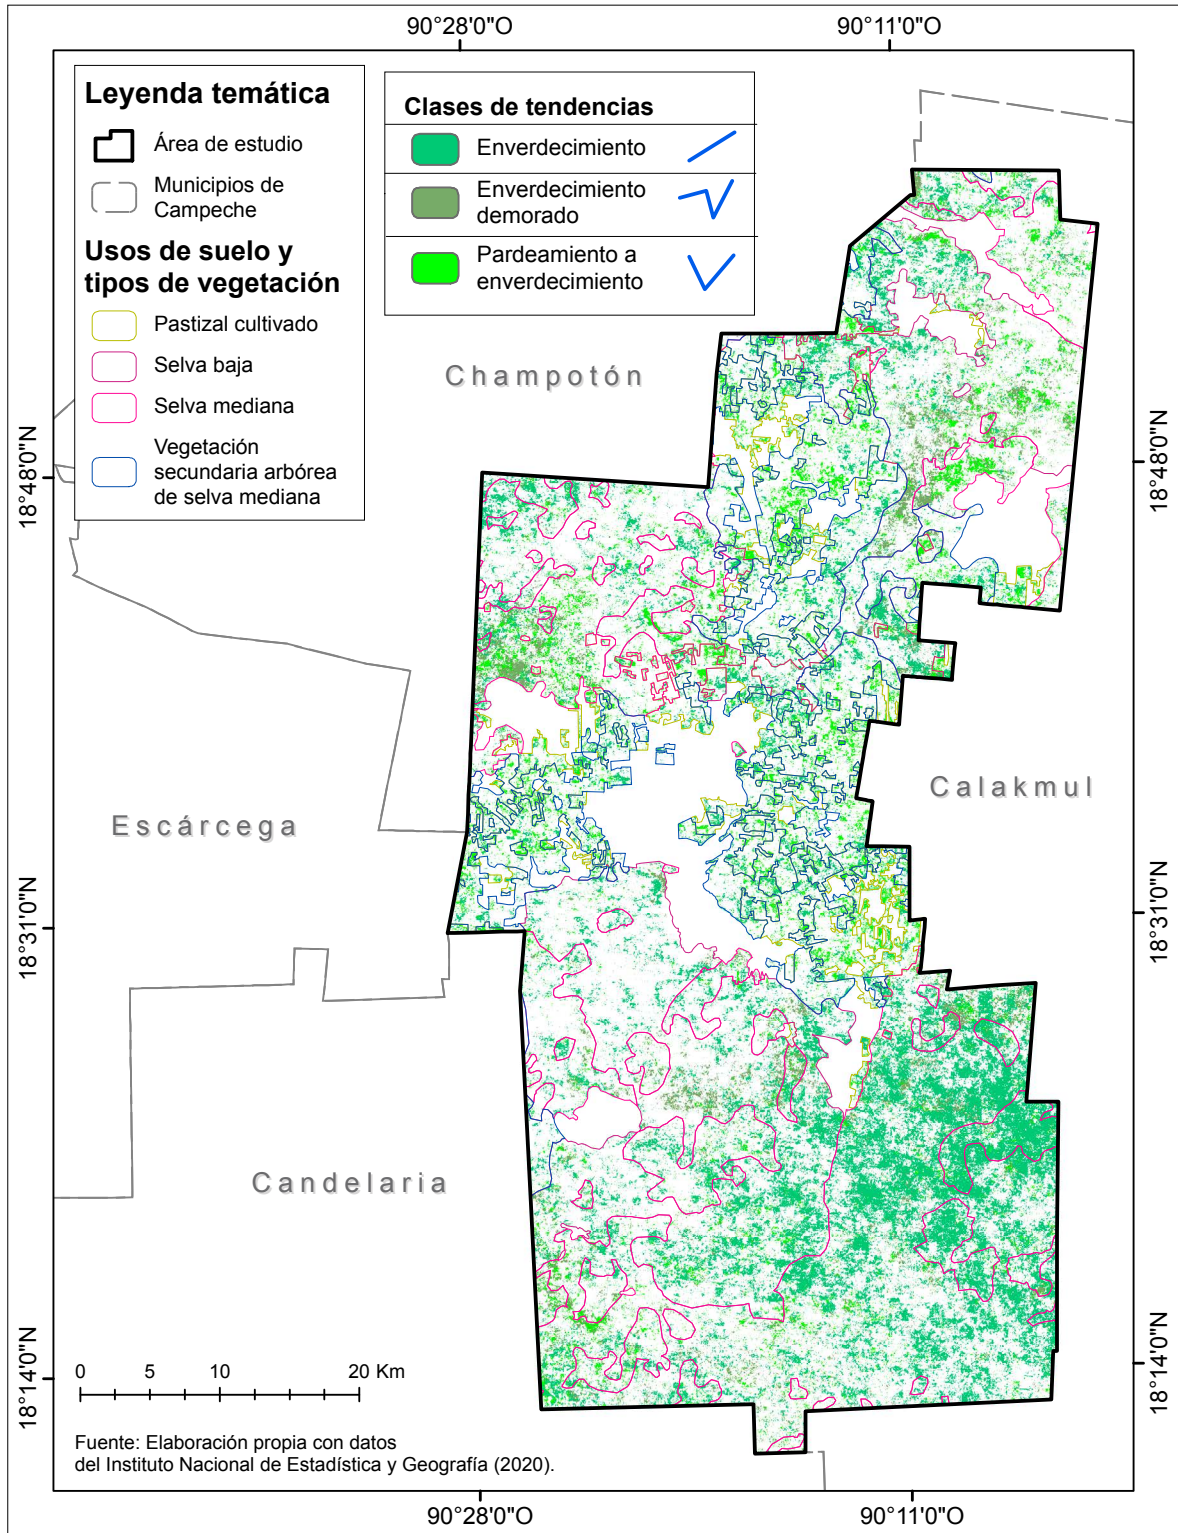 90°28'0"O
90°11'0"O
Leyenda temática
Área de estudio
Municipios de
Campeche
Usos de suelo y
tipos de vegetación
Pastizal cultivado
Selva baja
Selva mediana
Vegetación
secundaria arbórea
de selva mediana
Clases de tendencias
Enverdecimiento
Enverdecimiento
demorado
Pardeamiento a
enverdecimiento
Champotón
18°48'0"N
18°48'0"N
Calakmul
Escárcega
18°31'0"N
18°31'0"N
Candelaria
18°14'0"N
18°14'0"N
0 5 10 20 Km
Fuente: Elaboración propia con datos
del Instituto Nacional de Estadística y Geografía (2020).
90°28'0"O
90°11'0"O